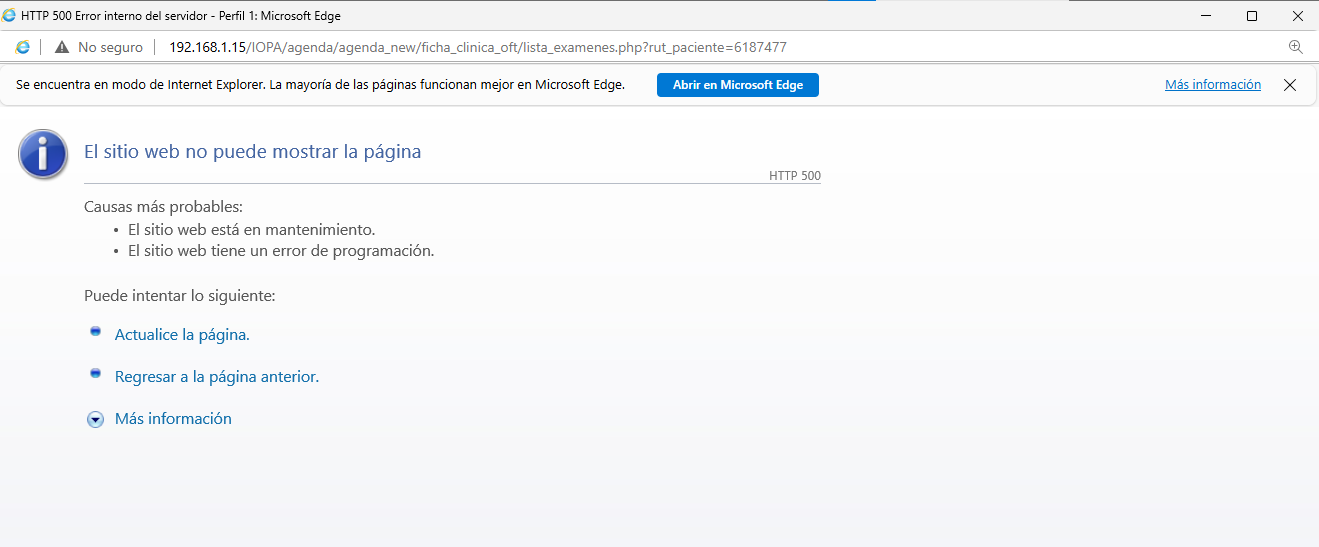 HTTP 500 Error interno del servidor - Perfil 1: Microsoft Edge
No seguro 192.168.1.15/IOPA/agenda/agenda_new/ficha_clinica_oft/lista_examenes.php?rut_paciente=6187477
Se encuentra en modo de Internet Explorer. La mayoría de las páginas funcionan mejor en Microsoft Edge. Abrir en Microsoft Edge Más información
El sitio web no puede mostrar la página
HTTP 500
Causas más probables:
• El sitio web está en mantenimiento.
• El sitio web tiene un error de programación.
Puede intentar lo siguiente:
Actualice la página.
Regresar a la página anterior.
Más información